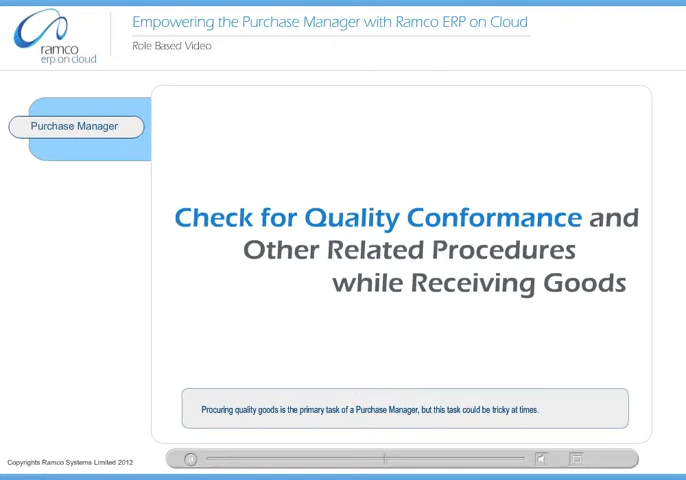 ramco
erp on cloud
Empowering the Purchase Manager with Ramco ERP on Cloud
Role Based Video
Purchase Manager
Check for Quality Conformance and
Other Related Procedures
while Receiving Goods
Procuring quality goods is the primary task of a Purchase Manager, but this task could be tricky at times.
Copyrights Ramco Systems Limited 2012